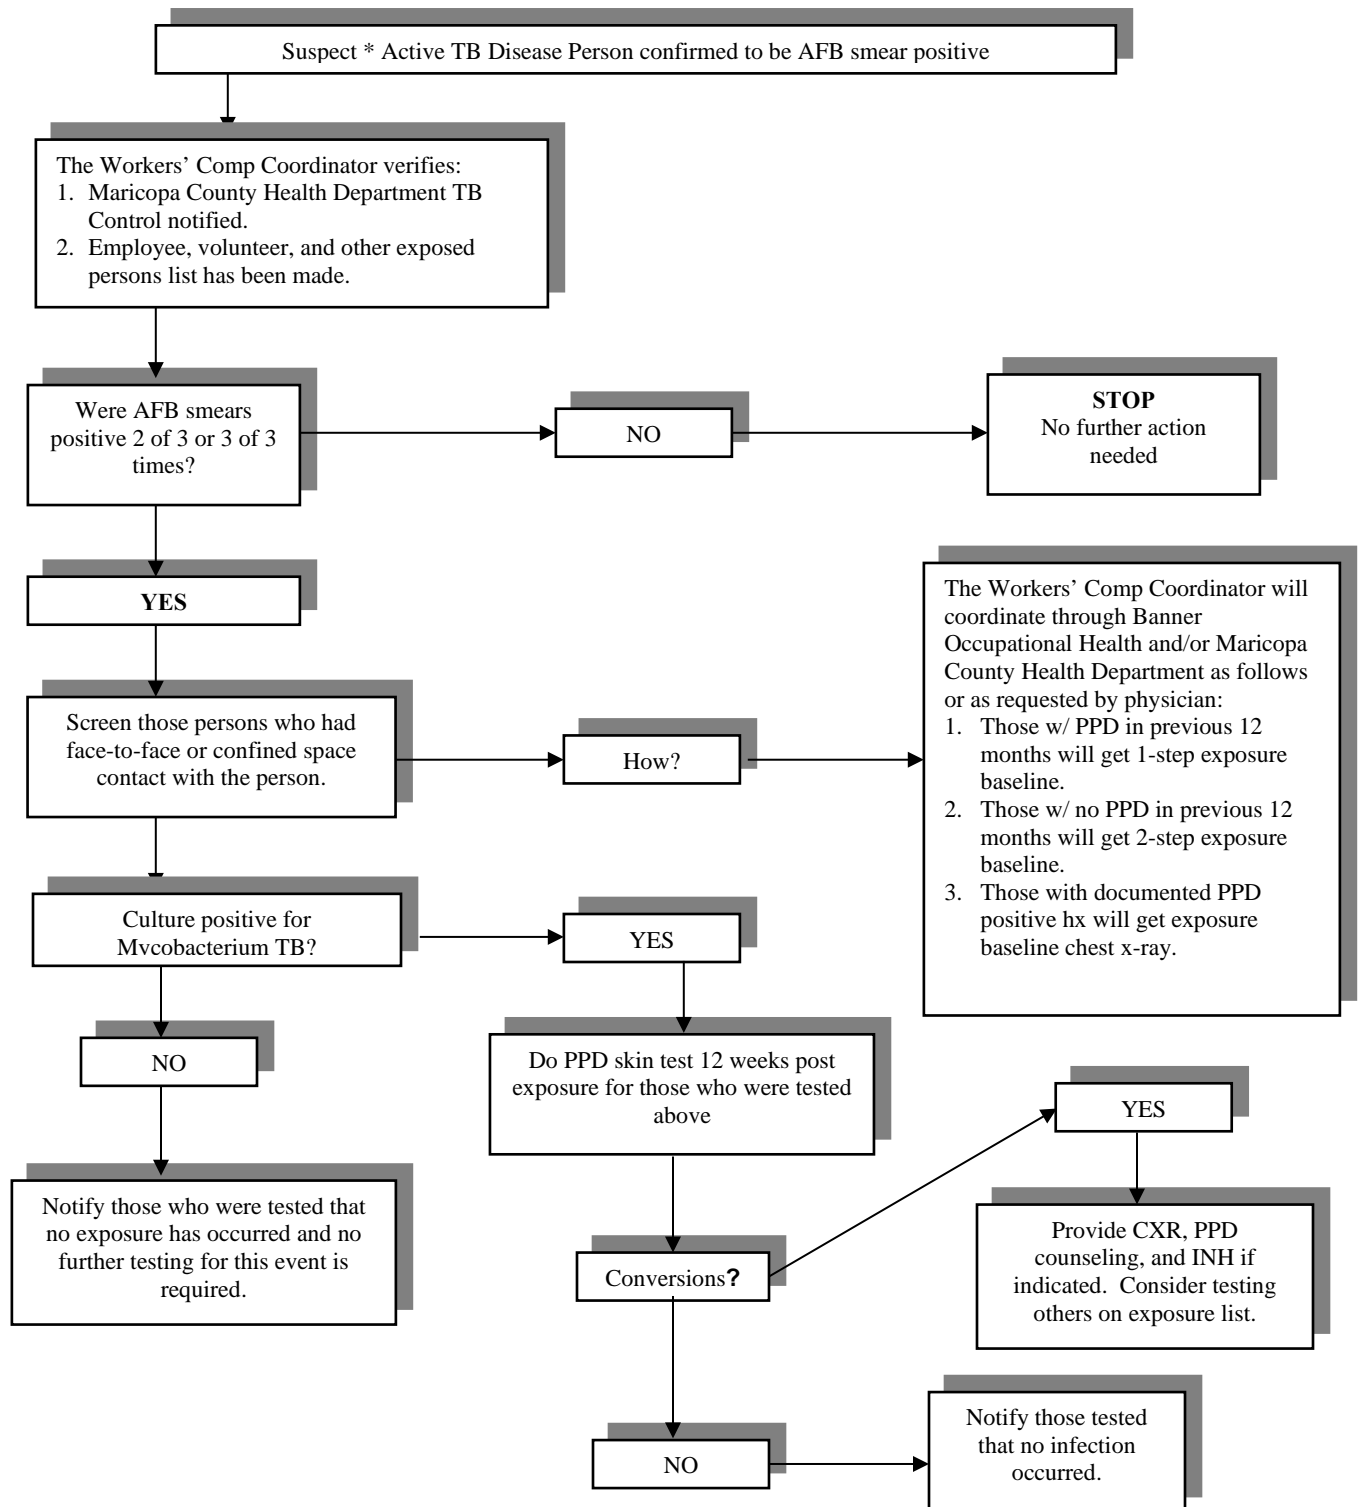 Suspect * Active TB Disease Person confirmed to be AFB smear positive
The Workers’ Comp Coordinator verifies:
1. Maricopa County Health Department TB
Control notified.
2. Employee, volunteer, and other exposed
persons list has been made.
Were AFB smears
positive 2 of 3 or 3 of 3
times?
NO
STOP
No further action
needed
YES
Screen those persons who had
face-to-face or confined space
contact with the person.
How?
The Workers’ Comp Coordinator will
coordinate through Banner
Occupational Health and/or Maricopa
County Health Department as follows
or as requested by physician:
1. Those w/ PPD in previous 12
months will get 1-step exposure
baseline.
2. Those w/ no PPD in previous 12
months will get 2-step exposure
baseline.
3. Those with documented PPD
positive hx will get exposure
baseline chest x-ray.
Culture positive for
Mycobacterium TB?
YES
NO
Do PPD skin test 12 weeks post
exposure for those who were tested
above
YES
Notify those who were tested that
no exposure has occurred and no
further testing for this event is
required.
Conversions?
Provide CXR, PPD
counseling, and INH if
indicated. Consider testing
others on exposure list.
NO
Notify those tested
that no infection
occurred.